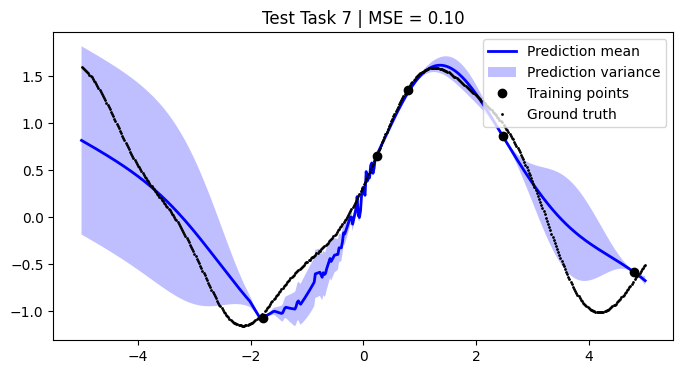 Test Task 7 | MSE = 0.10
Prediction mean
Prediction variance
Training points
Ground truth
1.5
1.0
0.5
0.0
−0.5
−1.0
−4
−2
0
2
4